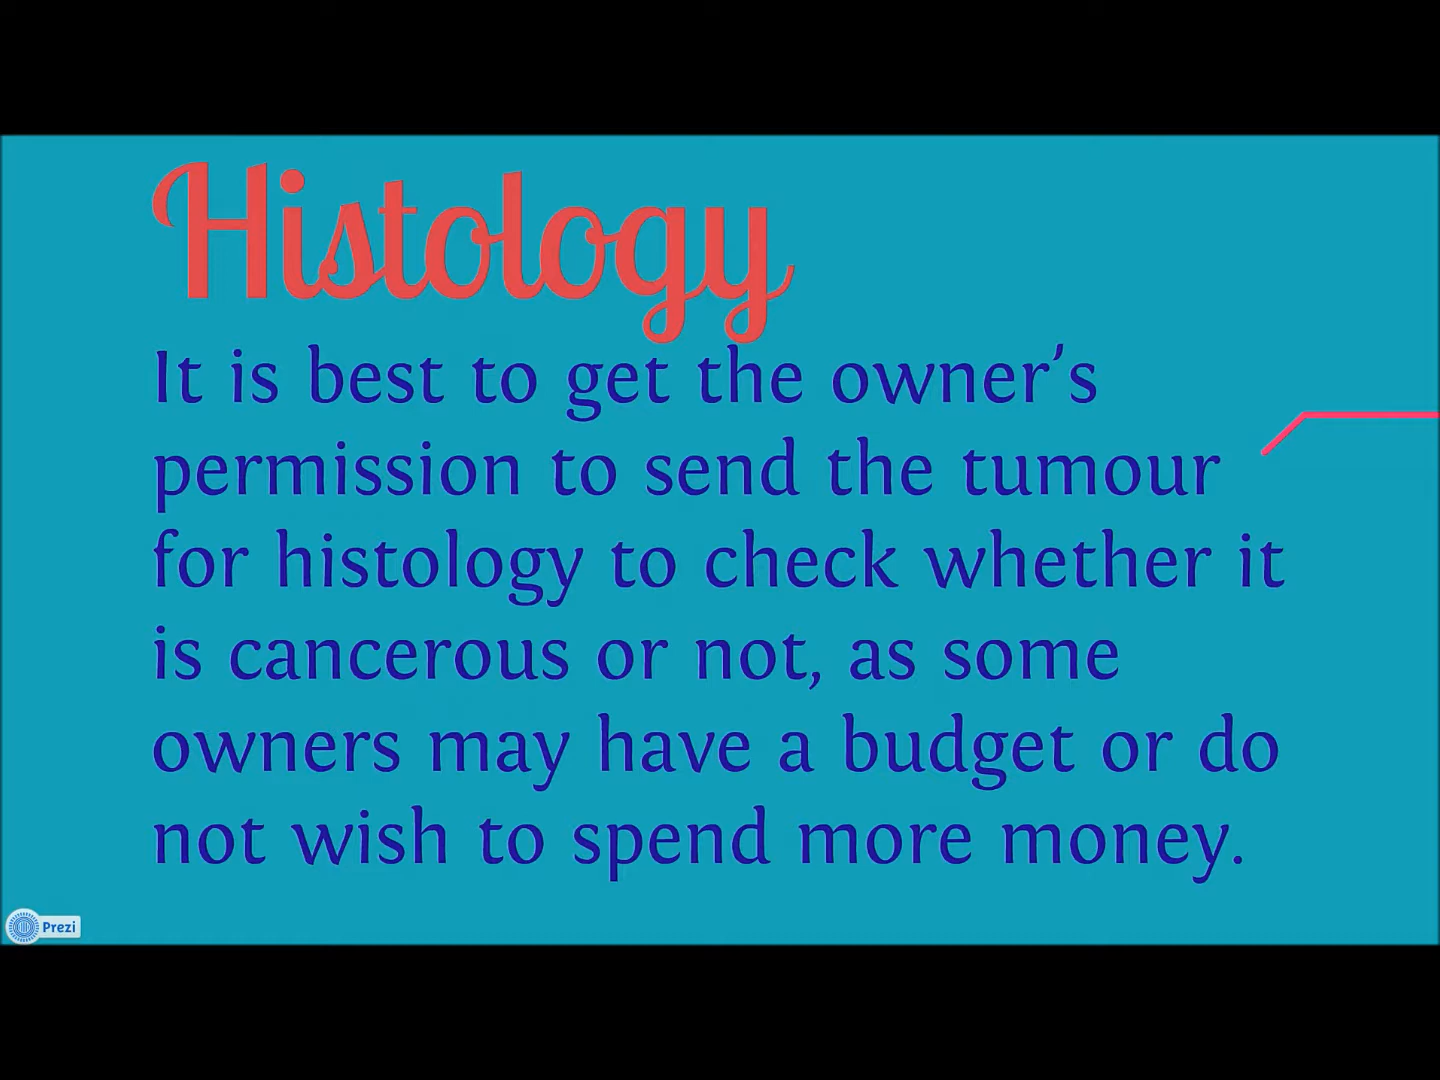 Histology
It is best to get the owner's
permission to send the tumour
for histology to check whether it
is cancerous or not, as some
owners may have a budget or do
not wish to spend more money.
Prezi